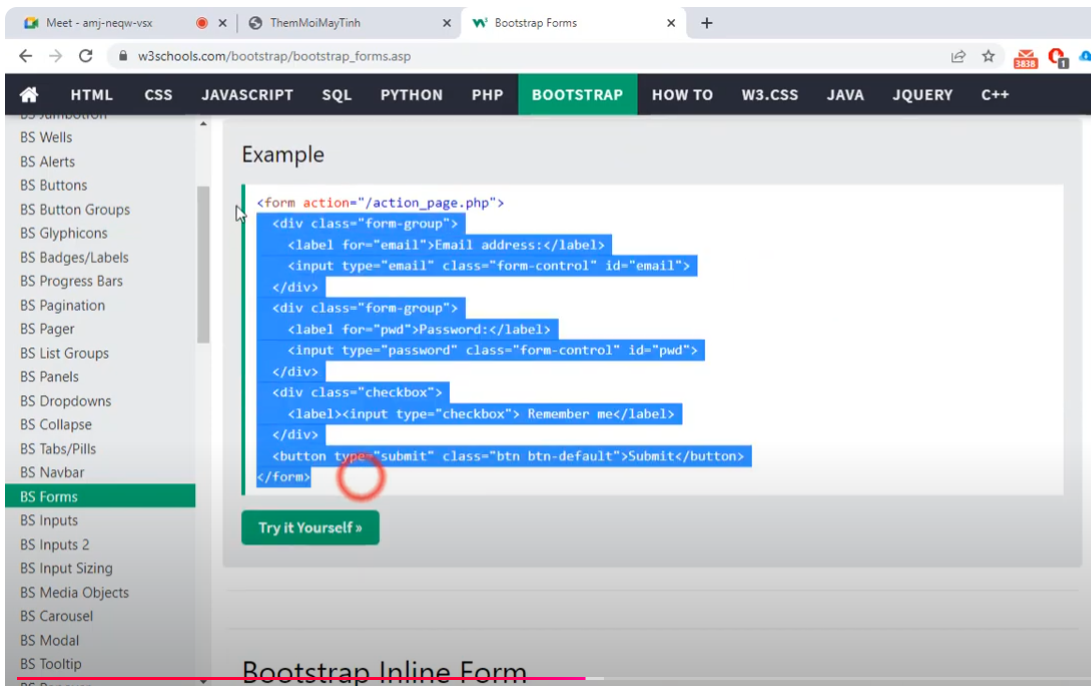 Meet - amj-neqw-vsx
ThemMoiMayTinh
Bootstrap Forms
w3schools.com/bootstrap/bootstrap_forms.asp
3838
1
HTML CSS JAVASCRIPT SQL PYTHON PHP BOOTSTRAP HOW TO W3.CSS JAVA JQUERY C++
BS Jumbotron
BS Wells
BS Alerts
BS Buttons
BS Button Groups
BS Glyphicons
BS Badges/Labels
BS Progress Bars
BS Pagination
BS Pager
BS List Groups
BS Panels
BS Dropdowns
BS Collapse
BS Tabs/Pills
BS Navbar
BS Forms
BS Inputs
BS Inputs 2
BS Input Sizing
BS Media Objects
BS Carousel
BS Modal
BS Tooltip
Example
<form action="/action_page.php">
<div class="form-group">
<label for="email">Email address:</label>
<input type="email" class="form-control" id="email">
</div>
<div class="form-group">
<label for="pwd">Password:</label>
<input type="password" class="form-control" id="pwd">
</div>
<div class="checkbox">
<label><input type="checkbox"> Remember me</label>
</div>
<button type="submit" class="btn btn-default">Submit</button>
</form>
Try it Yourself »
Bootstrap Inline Form